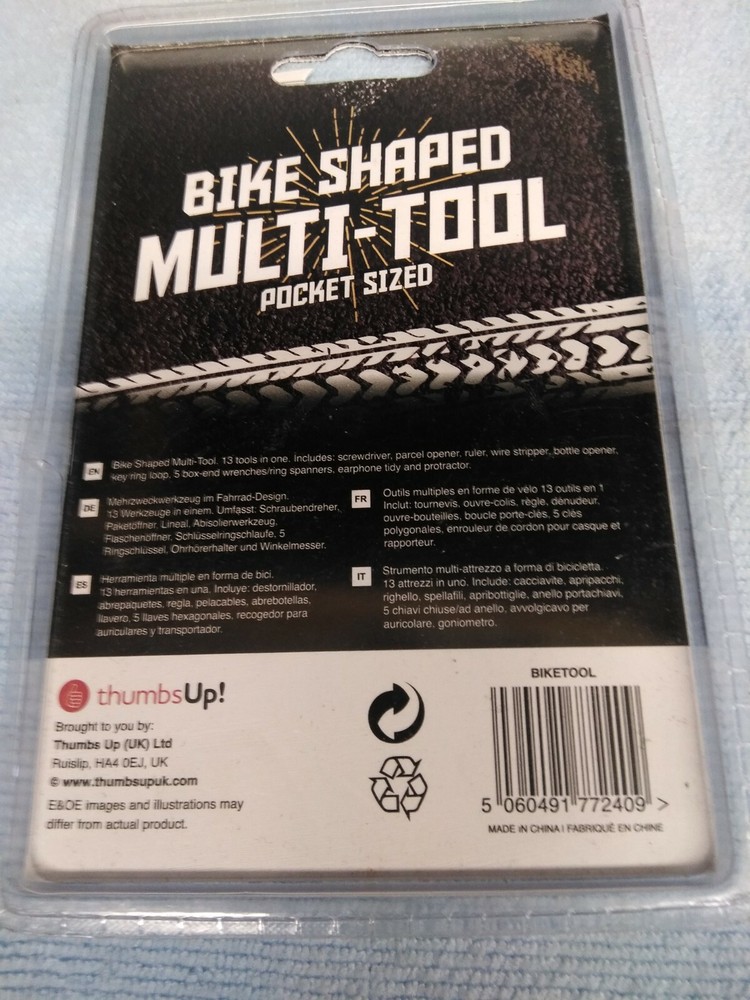 BIKE SHAPED
MULTI-TOOL
POCKET SIZED
EN
Bike Shaped Multi-Tool. 13 tools in one. Includes: screwdriver, parcel opener, ruler, wire stripper, bottle opener,
key ring loop, 5 box-end wrenches/ring spanners, earphone tidy and protractor.
DE
Mehrzweckwerkzeug im Fahrrad-Design.
13 Werkzeuge in einem. Umfasst: Schraubendreher,
Paketöffner, Lineal, Abisolierwerkzeug,
Flaschenöffner, Schlüsselringschlaufe, 5
Ringschlüssel, Ohrhörerhalter und Winkelmesser.
FR
Outils multiples en forme de vélo 13 outils en 1
Inclut: tournevis, ouvre-colis, règle, dénudeur,
ouvre-bouteilles, boucle porte-clés, 5 clés
polygonales, enrouleur de cordon pour casque et
rapporteur.
ES
Herramienta múltiple en forma de bici.
13 herramientas en una. Incluye: destornillador,
abrepaquetes, regla, pelacables, abrebotellas,
llavero, 5 llaves hexagonales, recogedor para
auriculares y transportador.
IT
Strumento multi-attrezzo a forma di bicicletta.
13 attrezzi in uno. Include: cacciavite, apripacchi,
righello, spellafili, apribottiglie, anello portachiavi,
5 chiavi chiuse/ad anello, avvolgicavo per
auricolare, goniometro.
thumbsUp!
Brought to you by:
Thumbs Up (UK) Ltd
Ruislip, HA4 0EJ, UK
© www.thumbsupuk.com
E&OE images and illustrations may
differ from actual product.
BIKETOOL
5 060491 772409 >
MADE IN CHINA I FABRIQUÉ EN CHINE